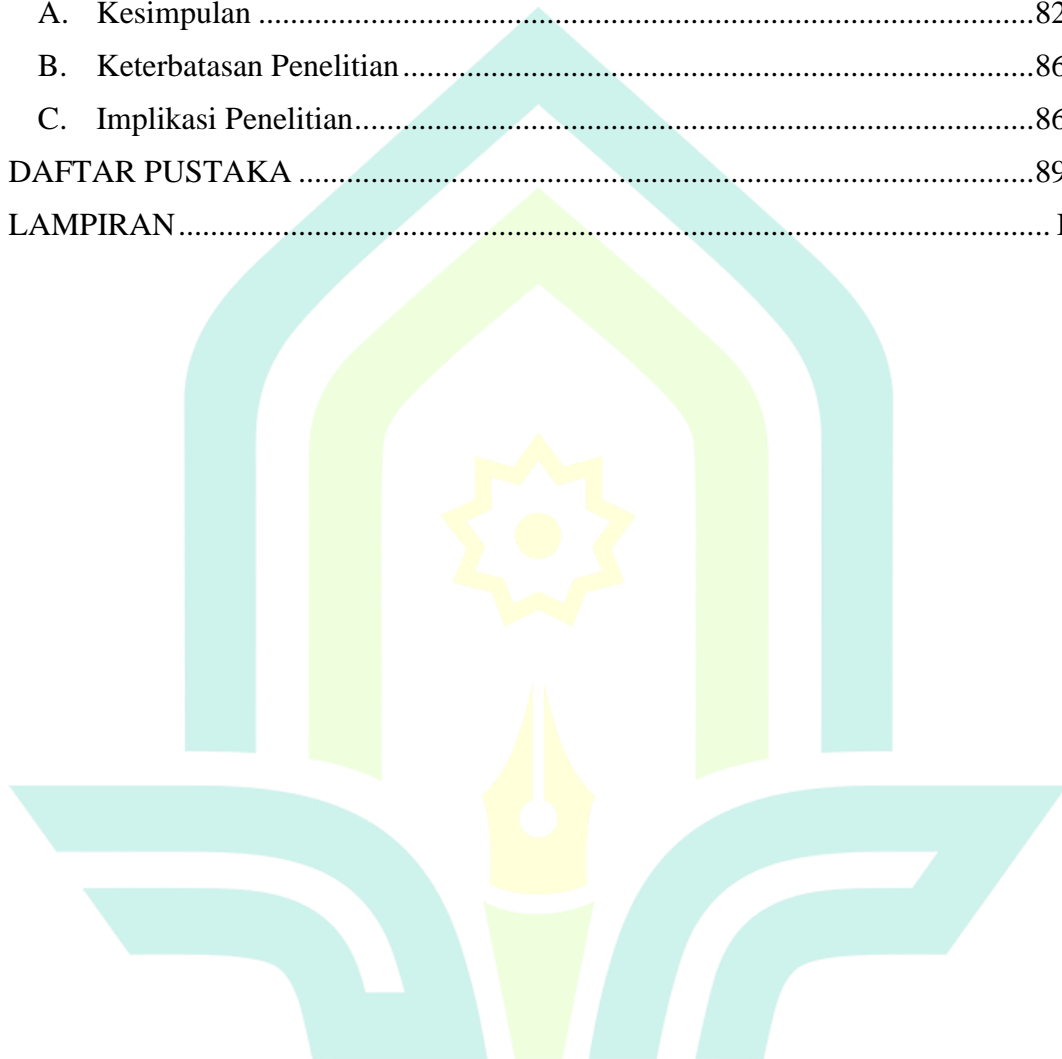 A. Kesimpulan ........................................................................................................ 82
B. Keterbatasan Penelitian ..................................................................................... 86
C. Implikasi Penelitian ........................................................................................... 86
DAFTAR PUSTAKA ................................................................................................ 89
LAMPIRAN ................................................................................................................ I